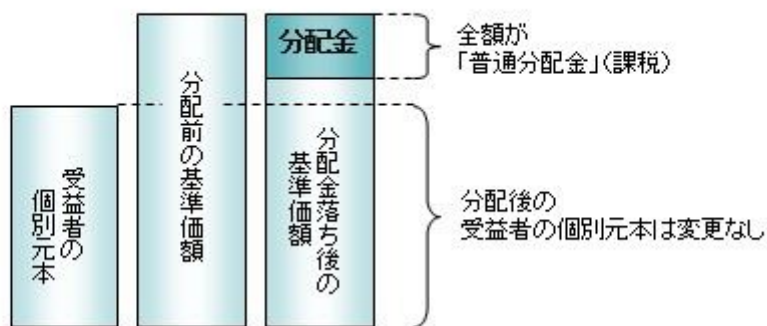 受益者の
個別元本
分配前の基準価額
分配金
分配金落ち後の
基準価額
全額が
「普通分配金」(課税)
分配後の
受益者の個別元本は変更なし